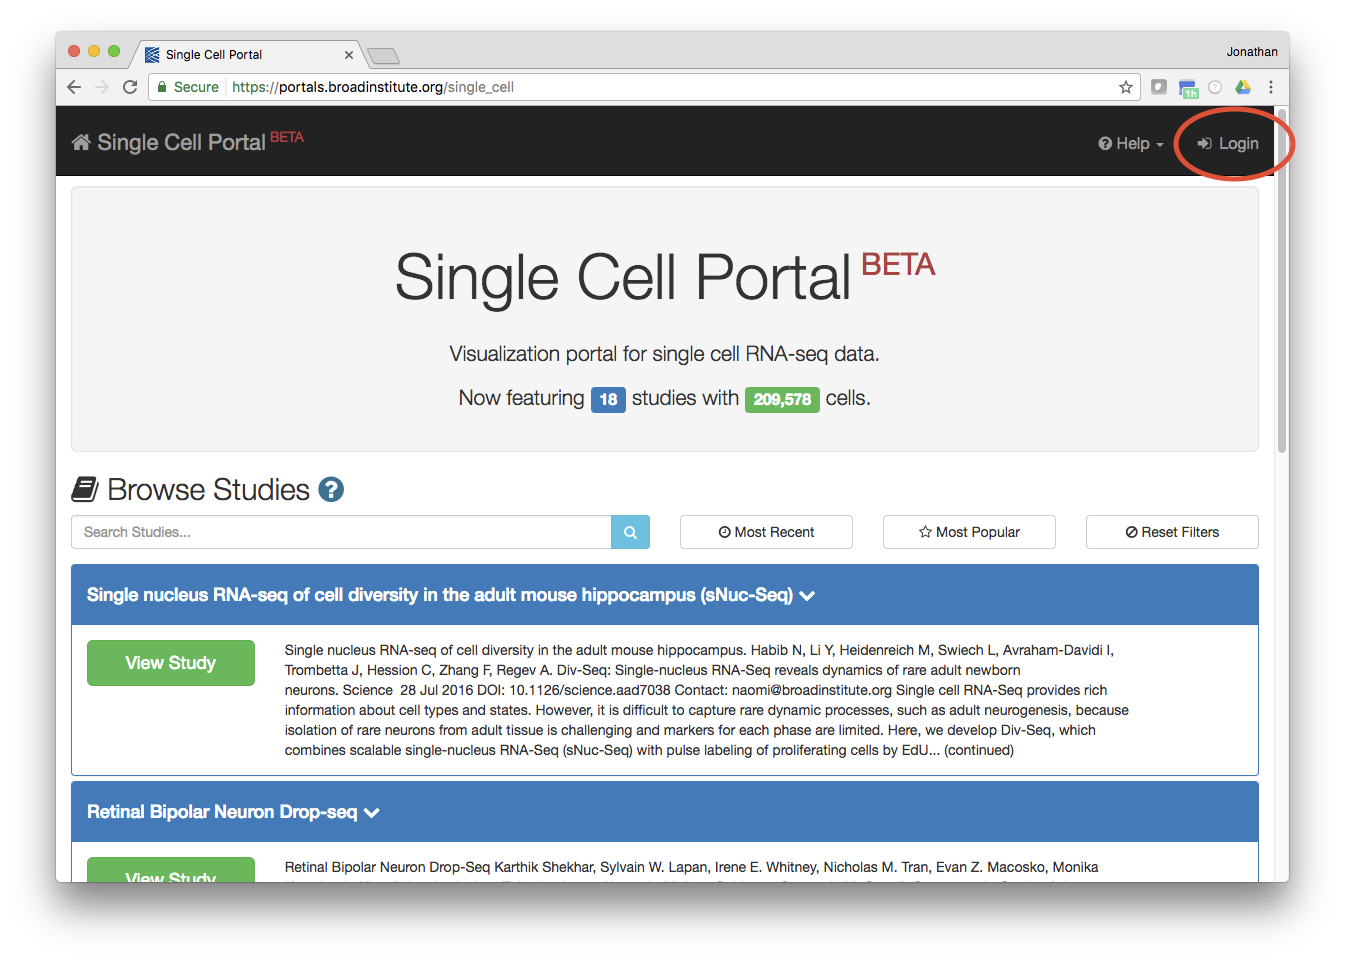 Single Cell Portal
Jonathan
Secure https://portals.broadinstitute.org/single_cell
1h
Single Cell Portal BETA
Help
Login
Single Cell Portal BETA
Visualization portal for single cell RNA-seq data.
Now featuring 18 studies with 209,578 cells.
Browse Studies ?
Search Studies...
Most Recent
Most Popular
Reset Filters
Single nucleus RNA-seq of cell diversity in the adult mouse hippocampus (sNuc-Seq)
View Study
Single nucleus RNA-seq of cell diversity in the adult mouse hippocampus. Habib N, Li Y, Heidenreich M, Swiech L, Avraham-Davidi I,
Trombetta J, Hession C, Zhang F, Regev A. Div-Seq: Single-nucleus RNA-Seq reveals dynamics of rare adult newborn
neurons. Science 28 Jul 2016 DOI: 10.1126/science.aad7038 Contact: naomi@broadinstitute.org Single cell RNA-Seq provides rich
information about cell types and states. However, it is difficult to capture rare dynamic processes, such as adult neurogenesis, because
isolation of rare neurons from adult tissue is challenging and markers for each phase are limited. Here, we develop Div-Seq, which
combines scalable single-nucleus RNA-Seq (sNuc-Seq) with pulse labeling of proliferating cells by EdU... (continued)
Retinal Bipolar Neuron Drop-seq
View Study
Retinal Bipolar Neuron Drop-Seq Karthik Shekhar, Sylvain W. Lapan, Irene E. Whitney, Nicholas M. Tran, Evan Z. Macosko, Monika